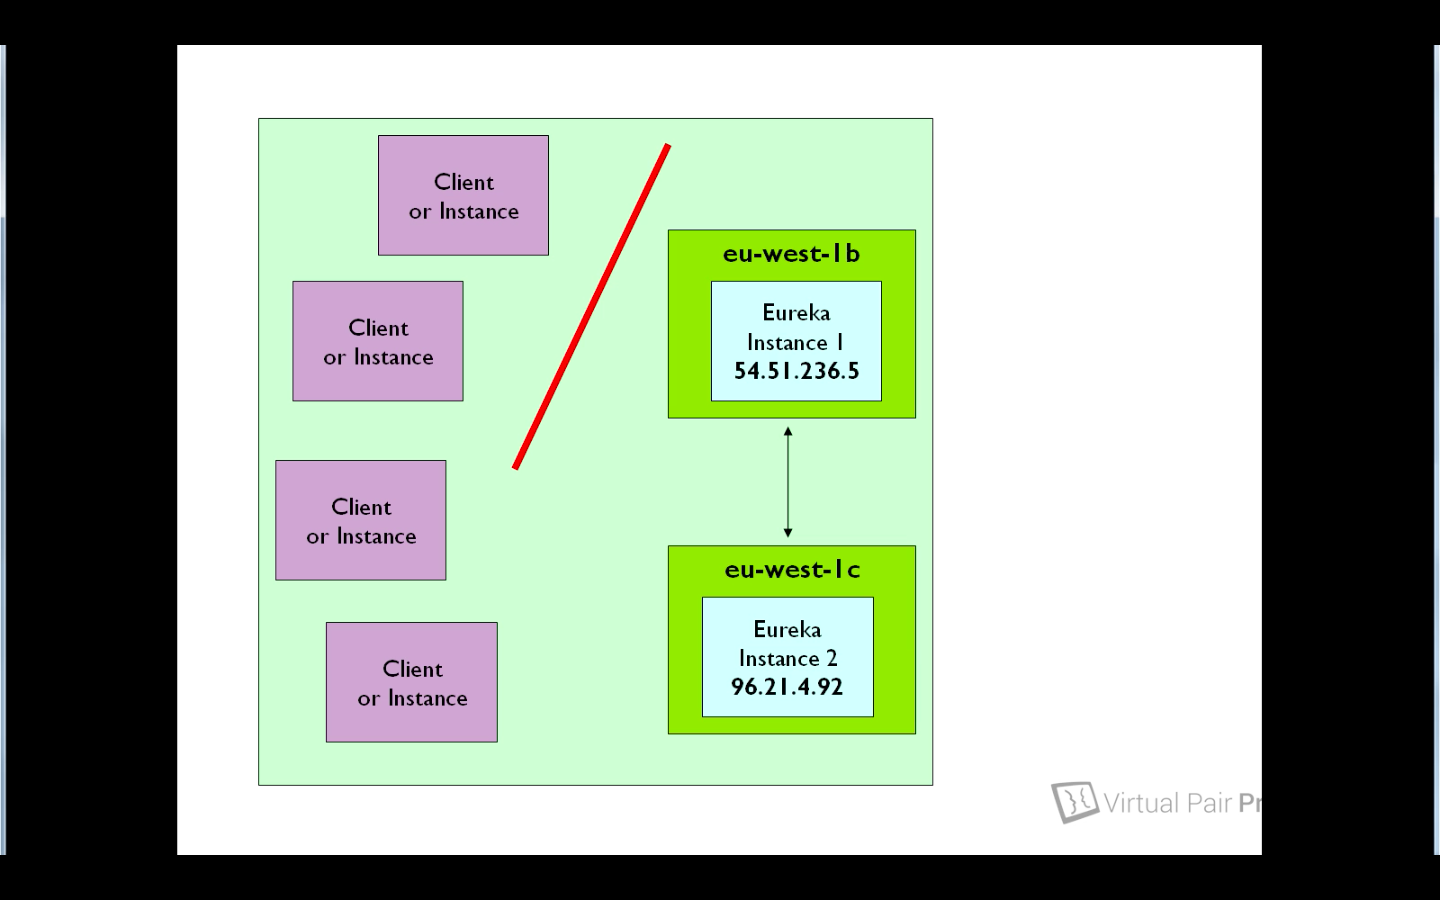 Client
or Instance
Client
or Instance
Client
or Instance
Client
or Instance
eu-west-1b
Eureka
Instance 1
54.51.236.5
eu-west-1c
Eureka
Instance 2
96.21.4.92
Virtual Pair Pr